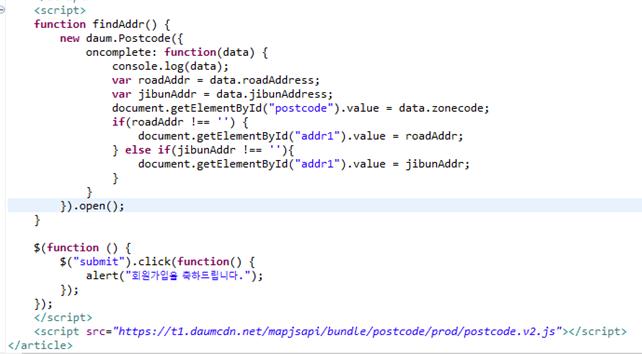 <script>
function findAddr() {
new daum.Postcode({
oncomplete: function(data) {
console.log(data);
var roadAddr = data.roadAddress;
var jibunAddr = data.jibunAddress;
document.getElementById("postcode").value = data.zonecode;
if(roadAddr !== '') {
document.getElementById("addr1").value = roadAddr;
} else if(jibunAddr !== ''){
document.getElementById("addr1").value = jibunAddr;
}
}
}).open();
}
$(function () {
$("submit").click(function() {
alert("회원가입을 축하드립니다.");
});
});
</script>
<script src="https://t1.daumcdn.net/mapjsapi/bundle/postcode/prod/postcode.v2.js"></script>
</article>